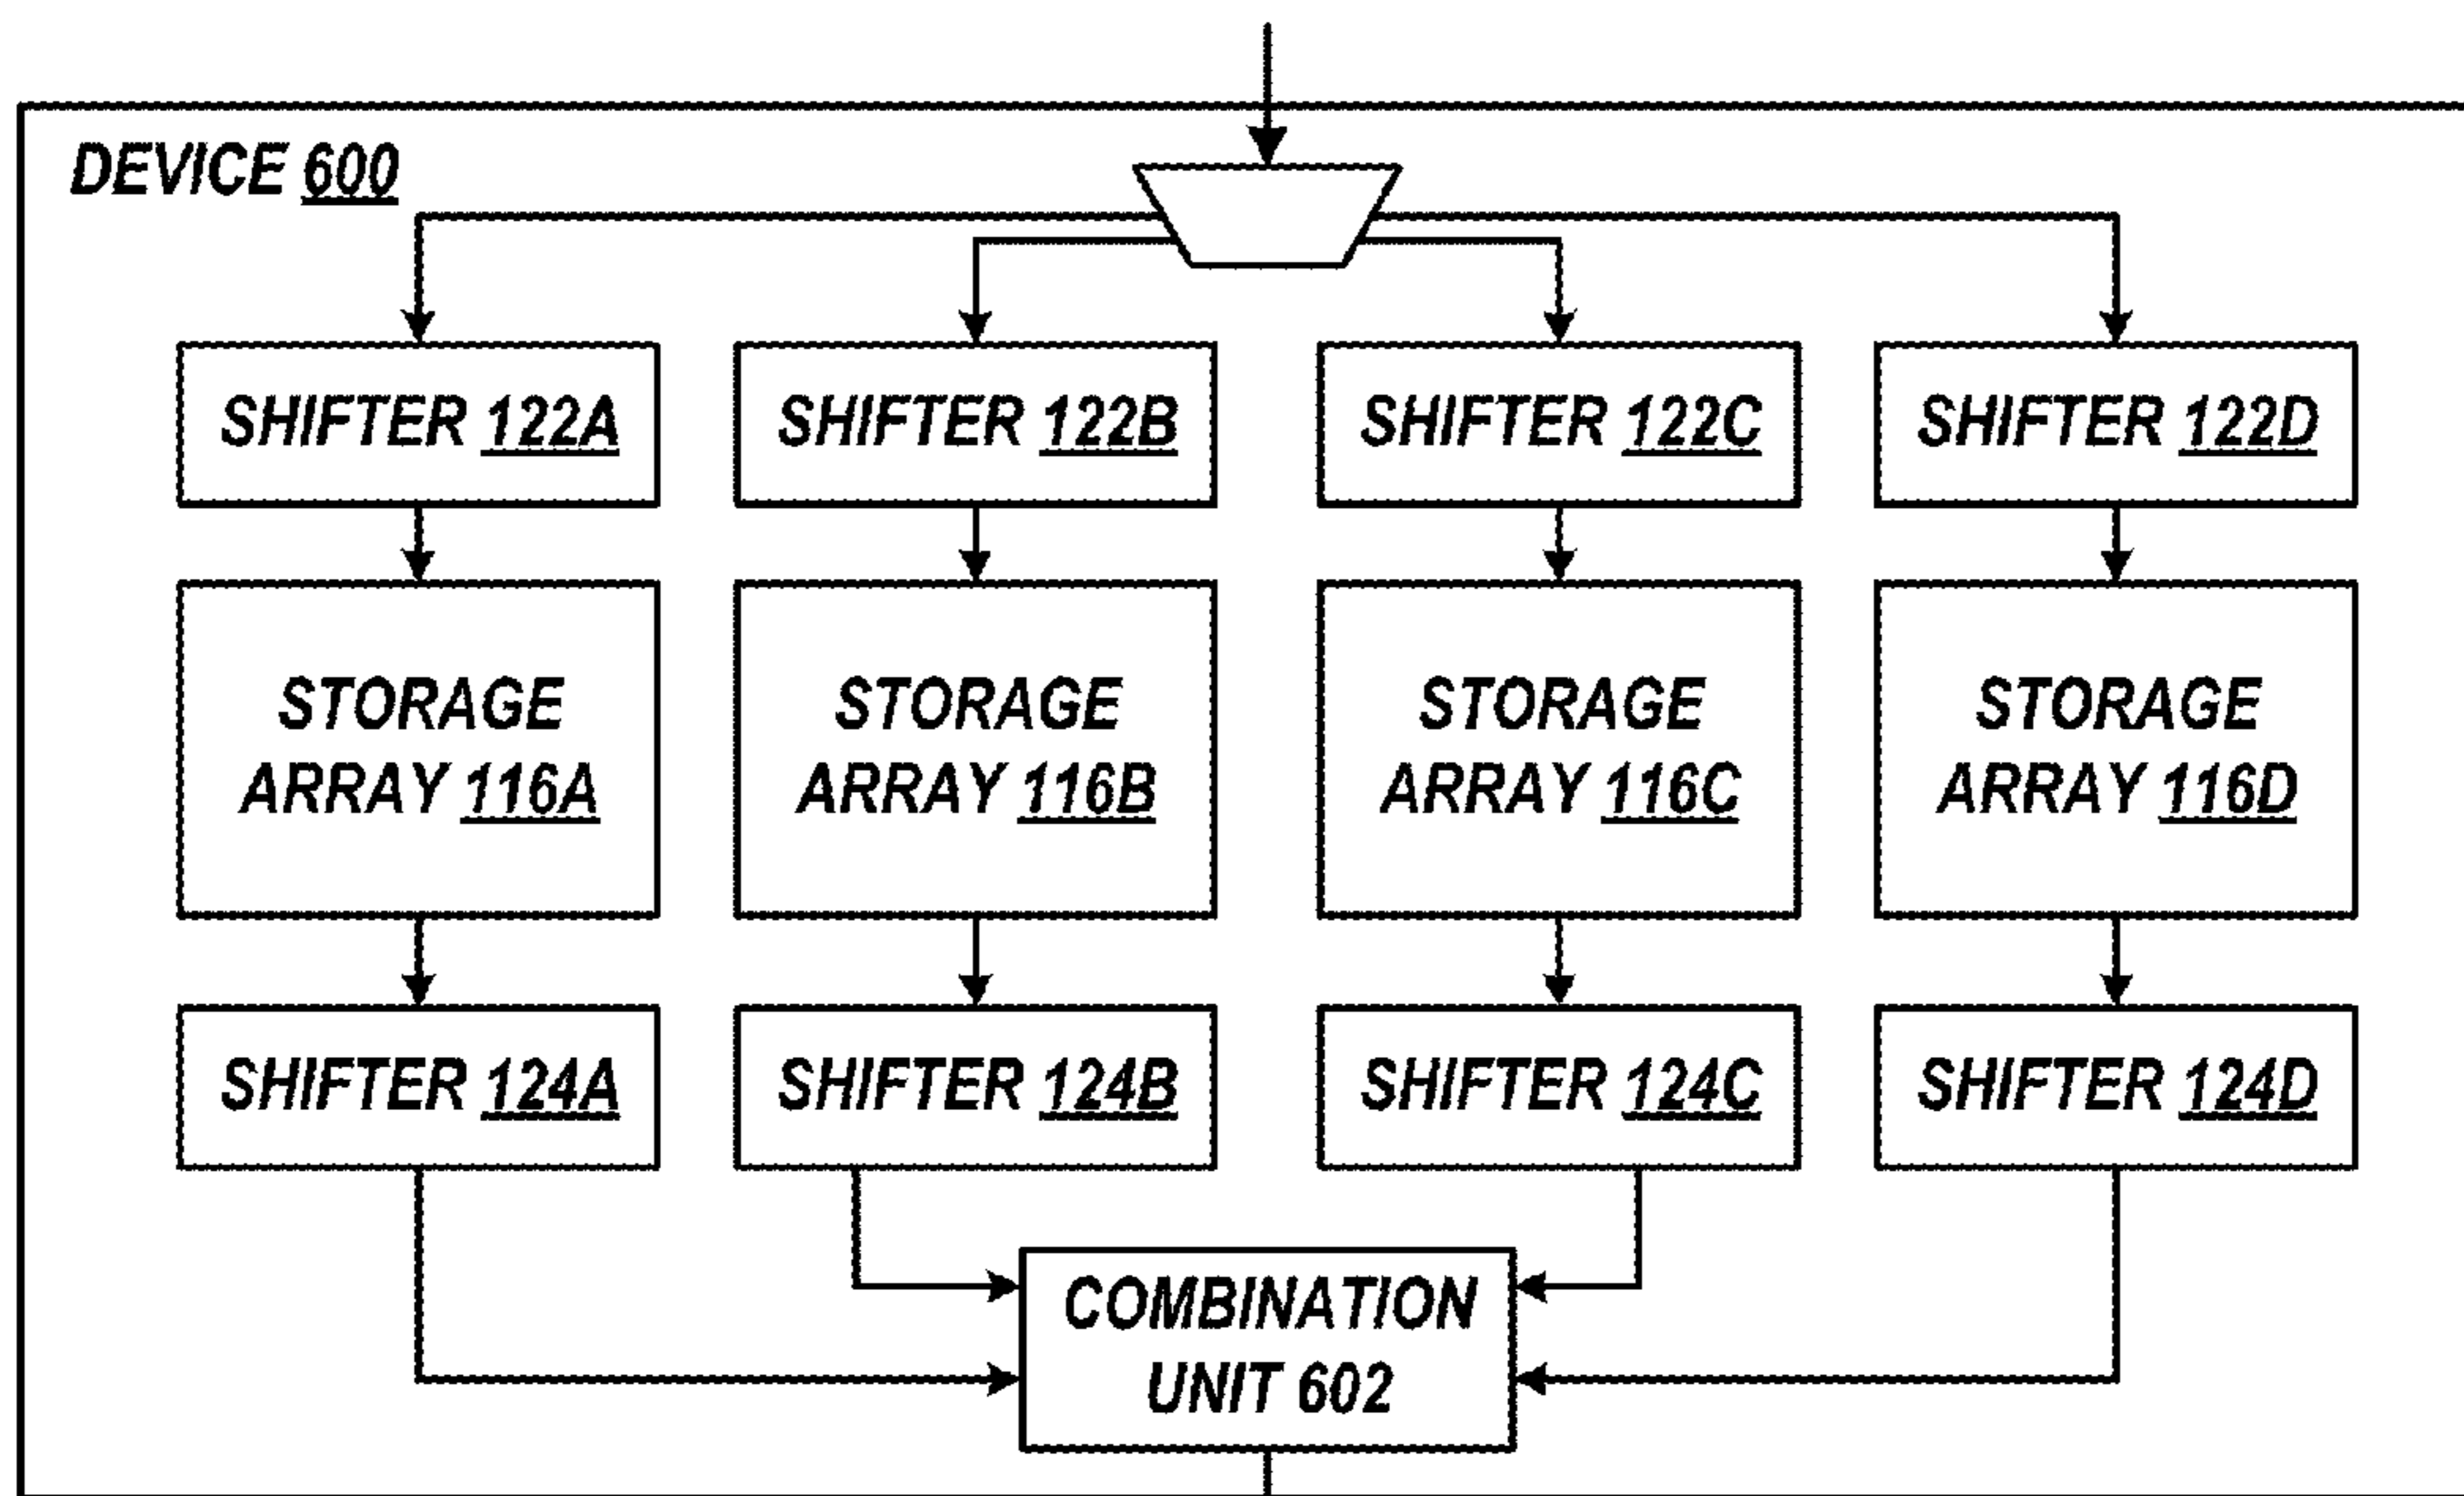 DEVICE 600
SHIFTER 122A
SHIFTER 122B
SHIFTER 122C
SHIFTER 122D
STORAGE
ARRAY 116A
STORAGE
ARRAY 116B
STORAGE
ARRAY 116C
STORAGE
ARRAY 116D
SHIFTER 124A
SHIFTER 124B
SHIFTER 124C
SHIFTER 124D
COMBINATION
UNIT 602